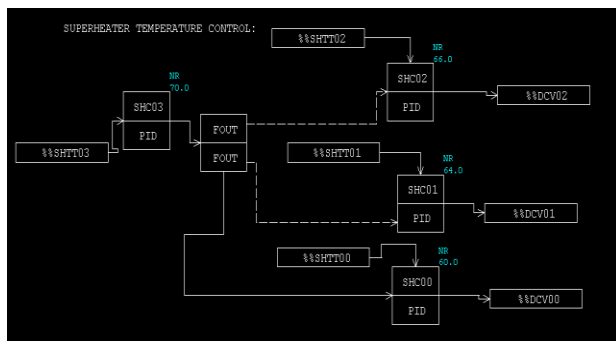 SUPERHEATER TEMPERATURE CONTROL:
%%SHTT02
NR
66.0
SHC02
PID
%%DCV02
NR
70.0
SHC03
PID
%%SHTT03
FOUT
FOUT
%%SHTT01
NR
64.0
SHC01
PID
%%DCV01
%%SHTT00
NR
60.0
SHC00
PID
%%DCV00